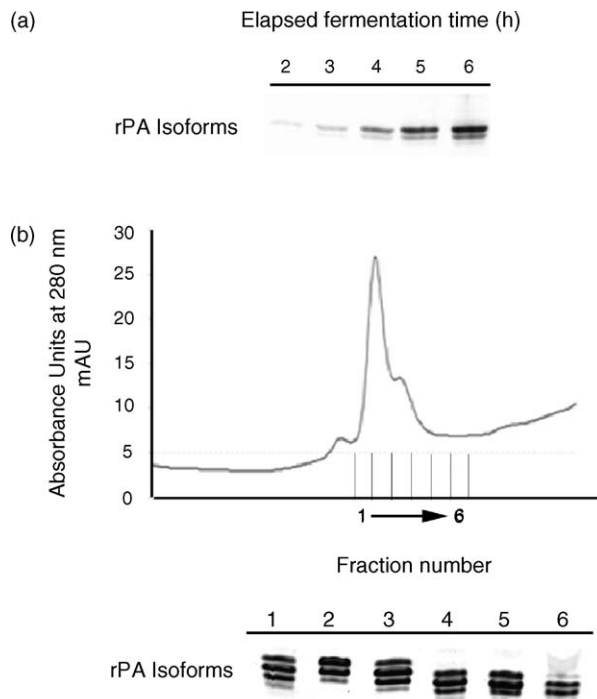 (a) Elapsed fermentation time (h)
2 3 4 5 6
rPA Isoforms
(b)
Absorbance Units at 280 nm
mAU
30
25
20
15
10
5
0
1 6
Fraction number
1 2 3 4 5 6
rPA Isoforms